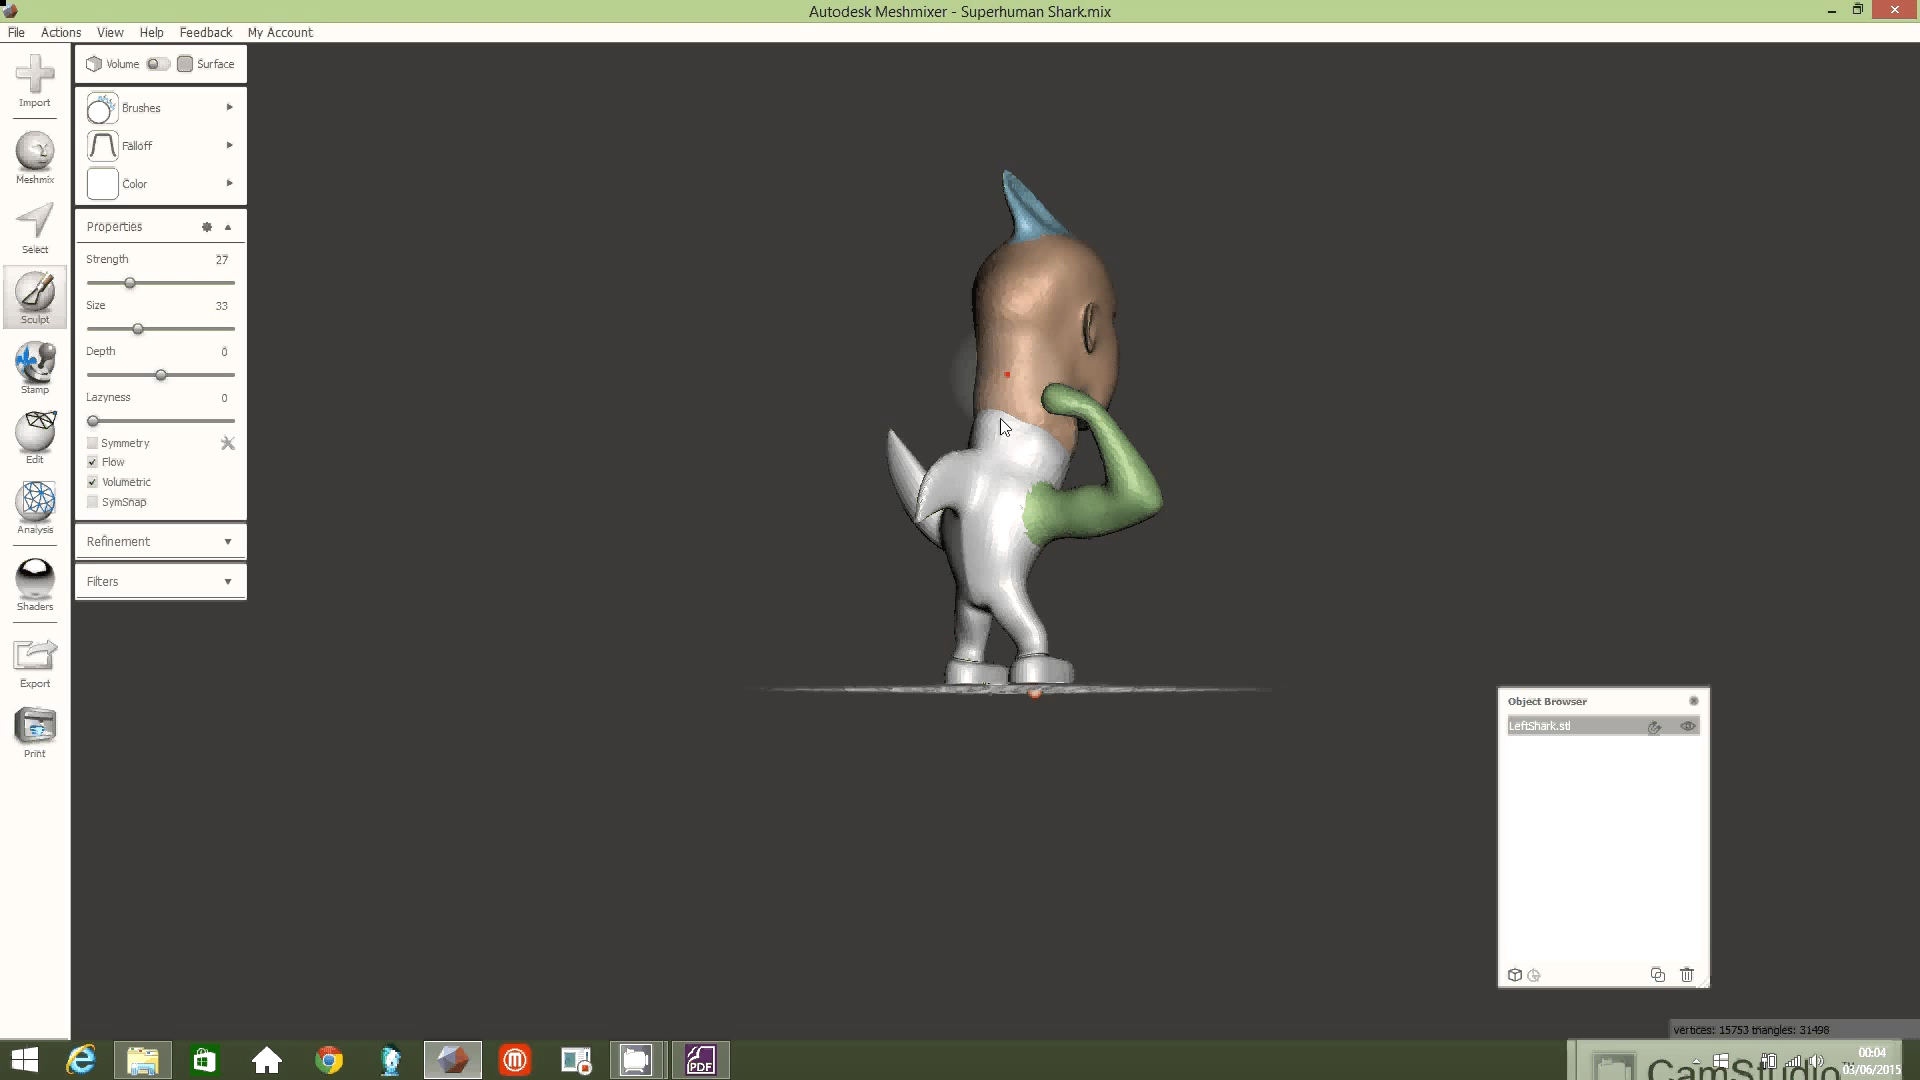 Autodesk Meshmixer - Superhuman Shark.mix
File Actions View Help Feedback My Account
Import
Meshmix
Select
Sculpt
Stamp
Edit
Analysis
Shaders
Export
Print
Volume Surface
Brushes
Falloff
Color
Properties
Strength 27
Size 33
Depth 0
Lazyness 0
Symmetry
Flow
Volumetric
SymSnap
Refinement
Filters
Object Browser
LeftShark.stl
vertices: 15753 triangles: 31498
PDF
CamStudio
00:04
03/06/2015